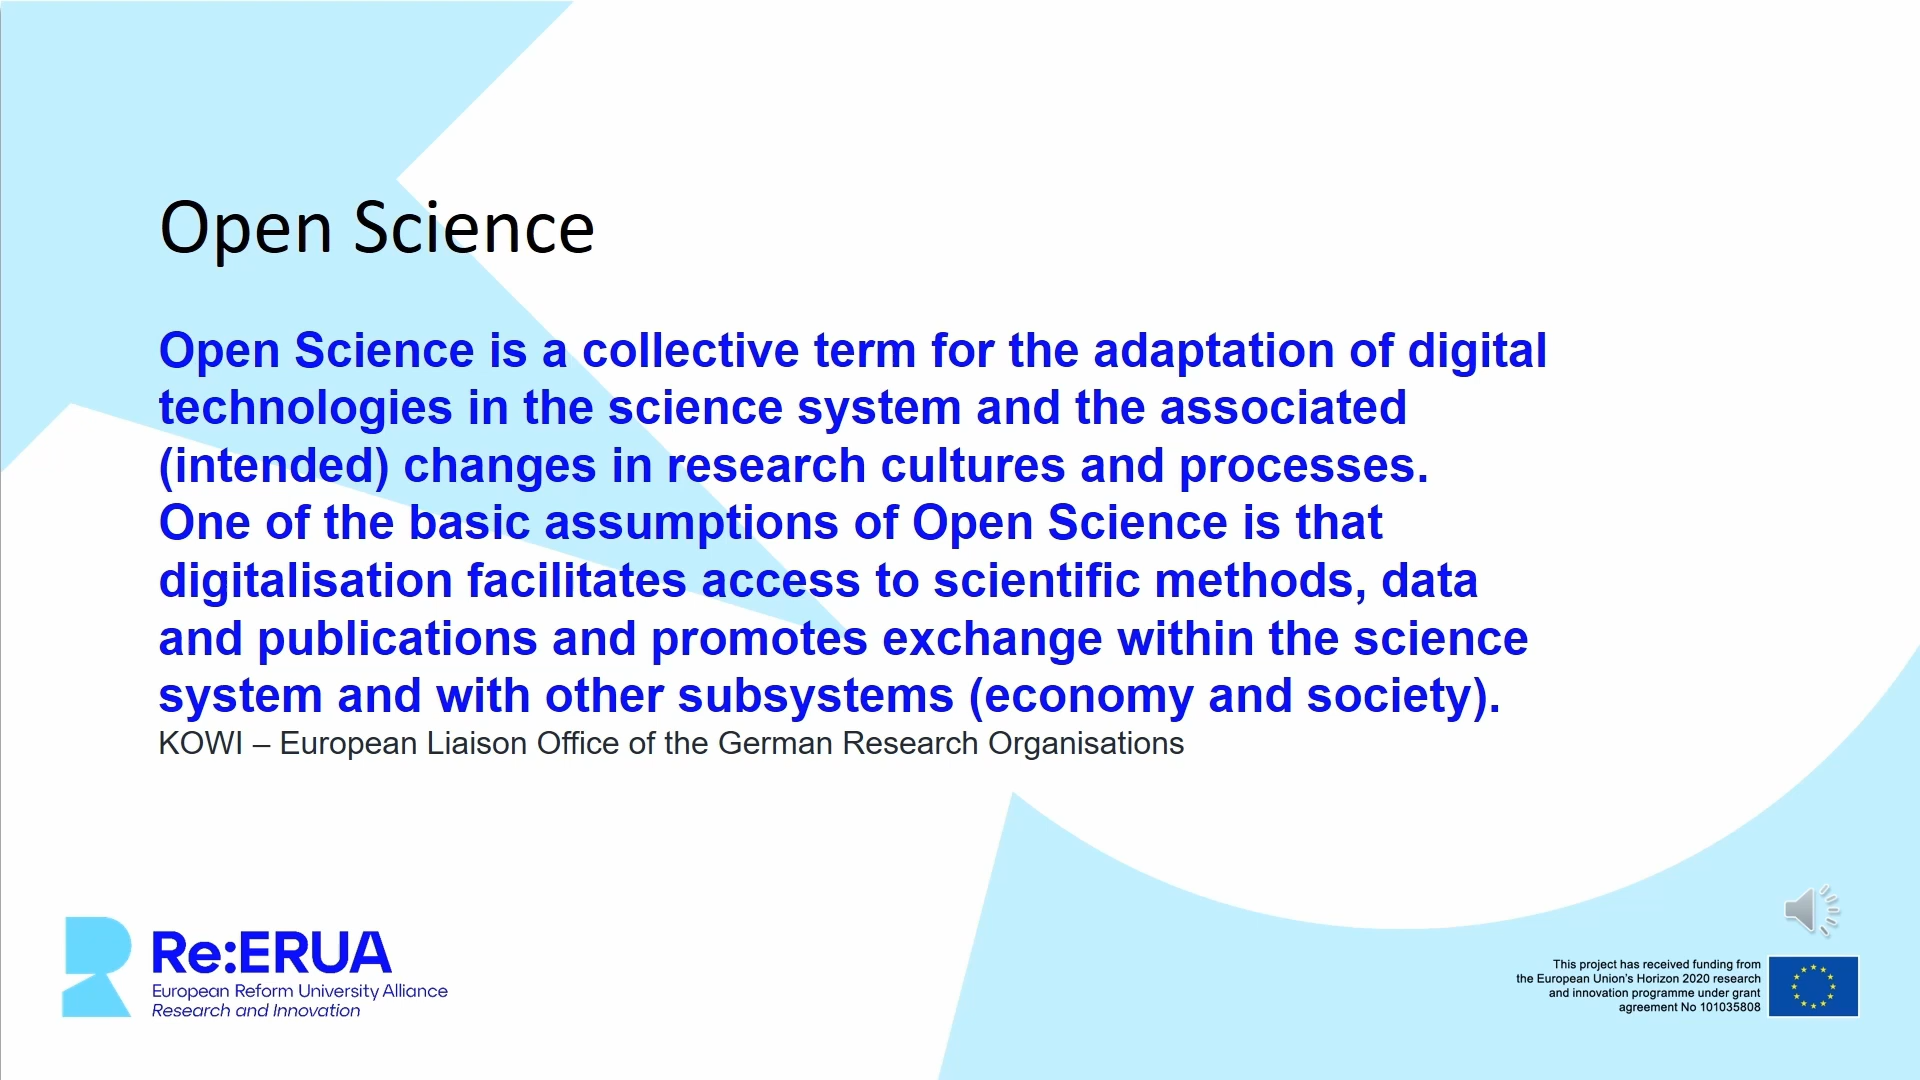 Open Science
Open Science is a collective term for the adaptation of digital
technologies in the science system and the associated
(intended) changes in research cultures and processes.
One of the basic assumptions of Open Science is that
digitalisation facilitates access to scientific methods, data
and publications and promotes exchange within the science
system and with other subsystems (economy and society).
KOWI – European Liaison Office of the German Research Organisations
Re:ERUA
European Reform University Alliance
Research and Innovation
This project has received funding from
the European Union's Horizon 2020 research
and innovation programme under grant
agreement No 101035808